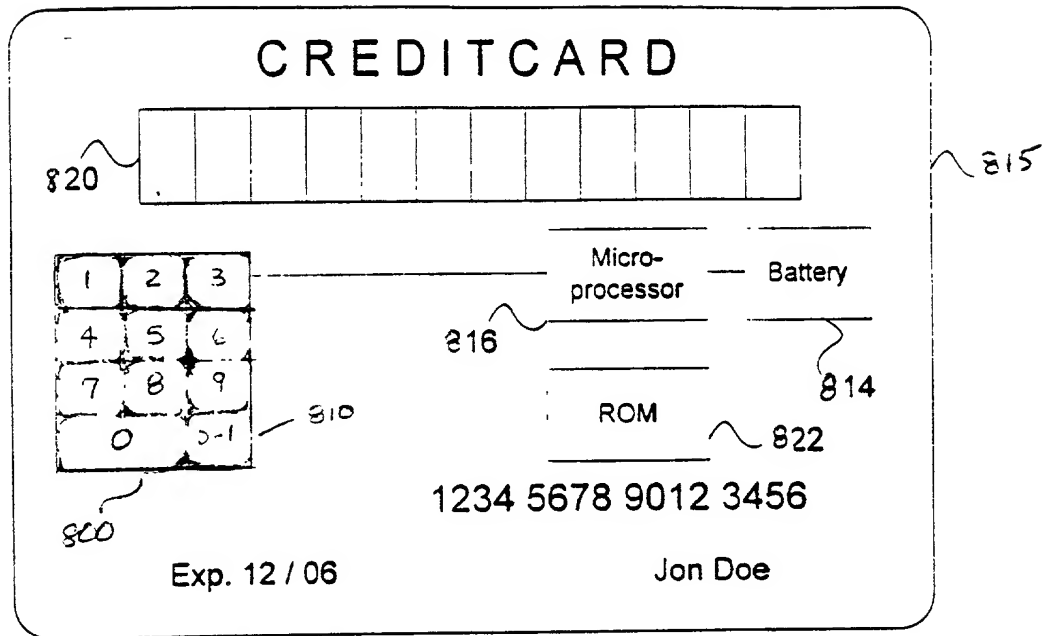 CREDITCARD
820
815
1 2 3
Micro-
processor
Battery
4 5 6
816
814
7 8 9
ROM
0
810
822
800
1234 5678 9012 3456
Exp. 12 / 06
Jon Doe